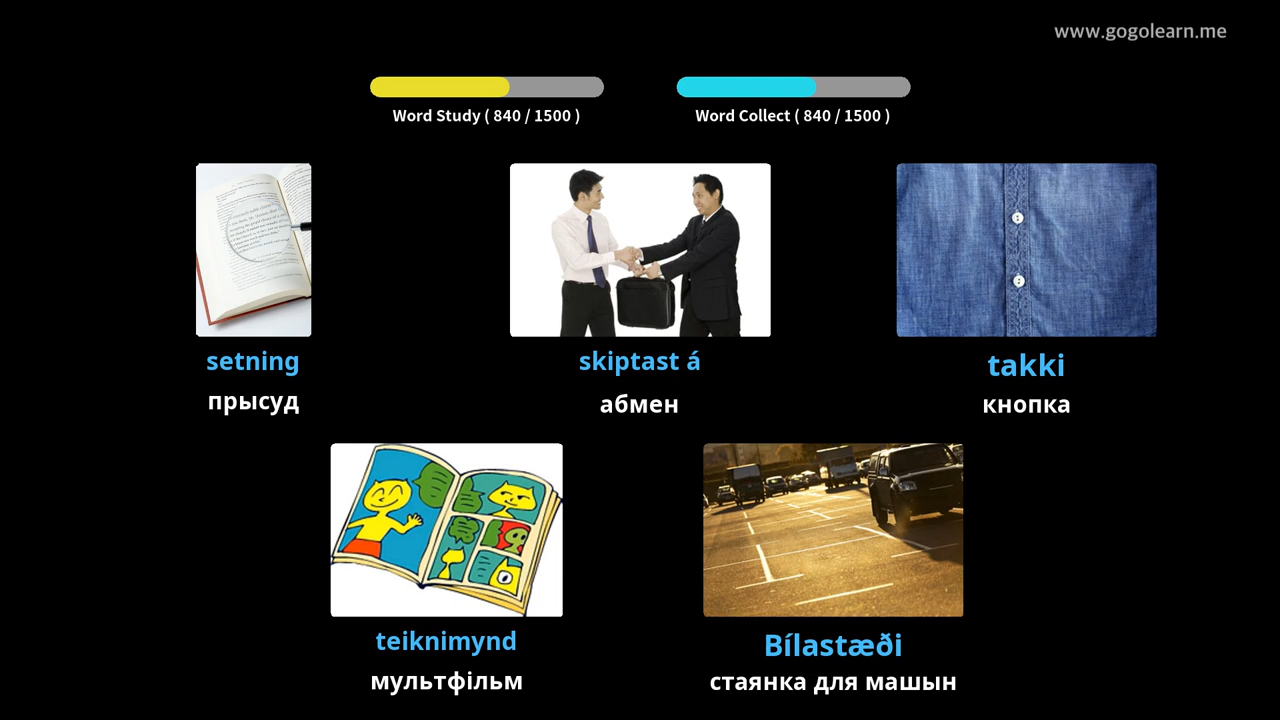 www.gogolearn.me
Word Study ( 840 / 1500 )
Word Collect ( 840 / 1500 )
setning
прысуд
skiptast á
абмен
takki
кнопка
teiknimynd
мультфільм
Bílastæði
стаянка для машын